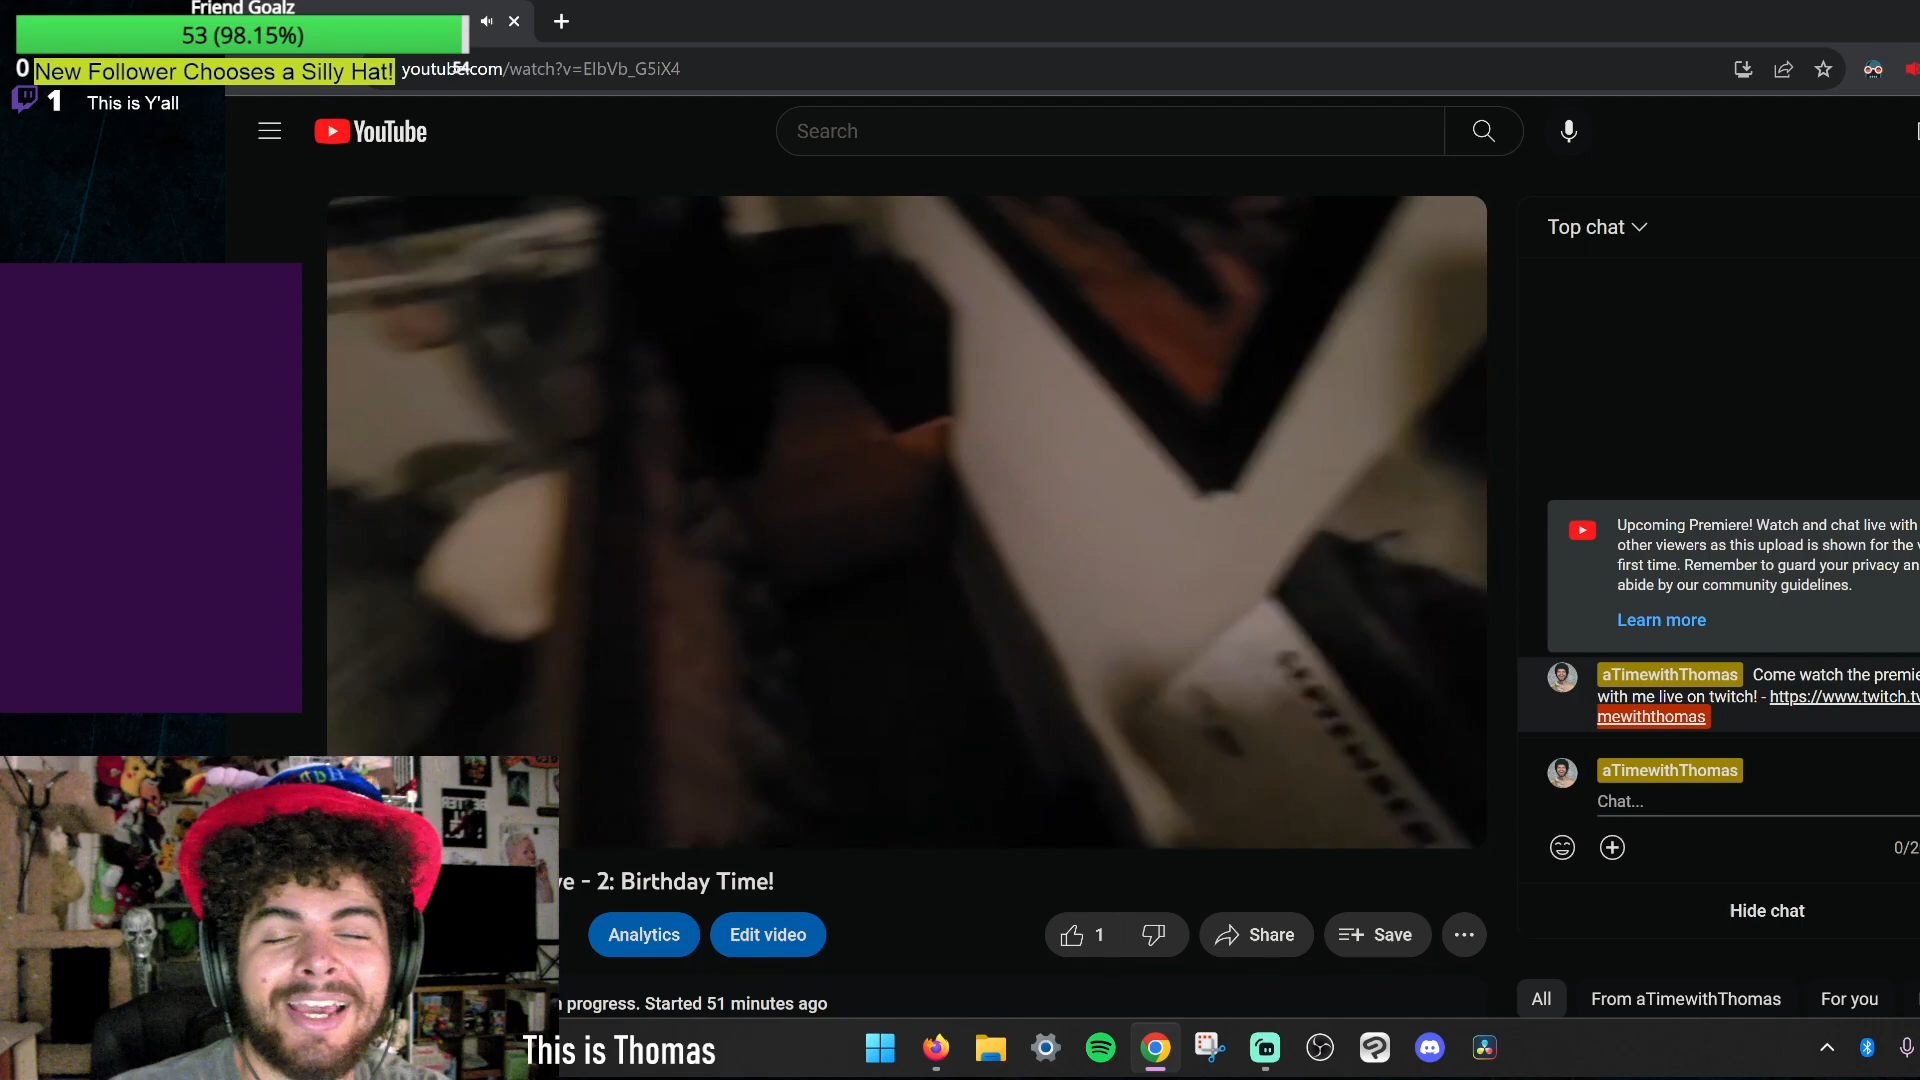 Friend Goalz
53 (98.15%)
0
54
New Follower Chooses a Silly Hat!
youtube.com/watch?v=EIbVb_G5iX4
1
This is Y'all
YouTube
Search
Top chat
Upcoming Premiere! Watch and chat live with
other viewers as this upload is shown for the
first time. Remember to guard your privacy an
abide by our community guidelines.
Learn more
aTimewithThomas Come watch the premie
with me live on twitch! - https://www.twitch.tv
mewiththomas
aTimewithThomas
Chat...
0/2
Hide chat
SEPTEMBER
ve - 2: Birthday Time!
Analytics
Edit video
1
Share
Save
progress. Started 51 minutes ago
All
From aTimewithThomas
For you
This is Thomas